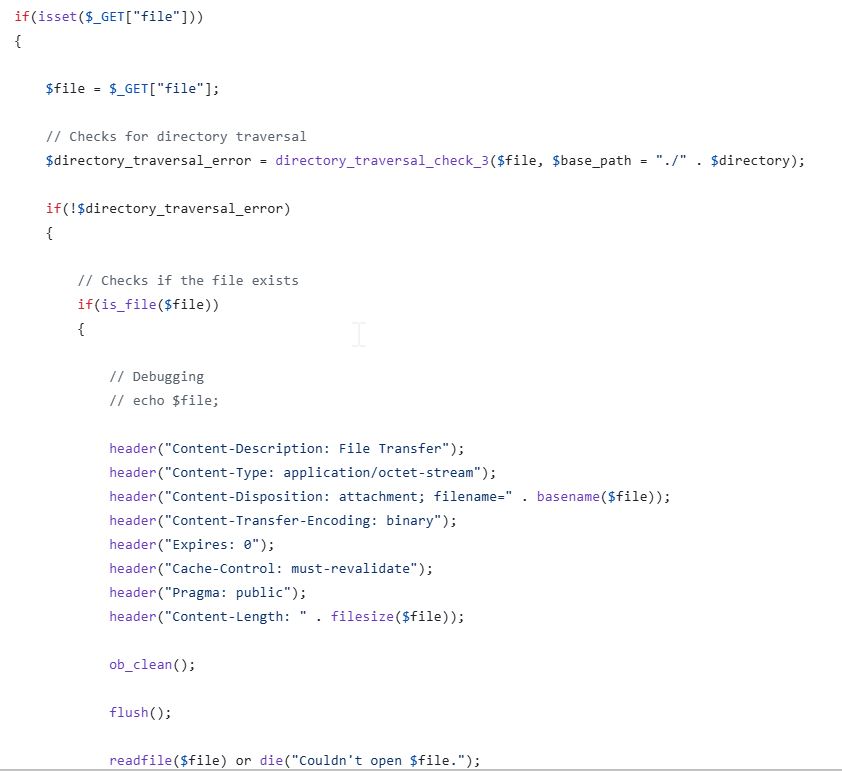 if(isset($_GET["file"]))
{
$file = $_GET["file"];
// Checks for directory traversal
$directory_traversal_error = directory_traversal_check_3($file, $base_path = "./" . $directory);
if(!$directory_traversal_error)
{
// Checks if the file exists
if(is_file($file))
{
// Debugging
// echo $file;
header("Content-Description: File Transfer");
header("Content-Type: application/octet-stream");
header("Content-Disposition: attachment; filename=" . basename($file));
header("Content-Transfer-Encoding: binary");
header("Expires: 0");
header("Cache-Control: must-revalidate");
header("Pragma: public");
header("Content-Length: " . filesize($file));
ob_clean();
flush();
readfile($file) or die("Couldn't open $file.");